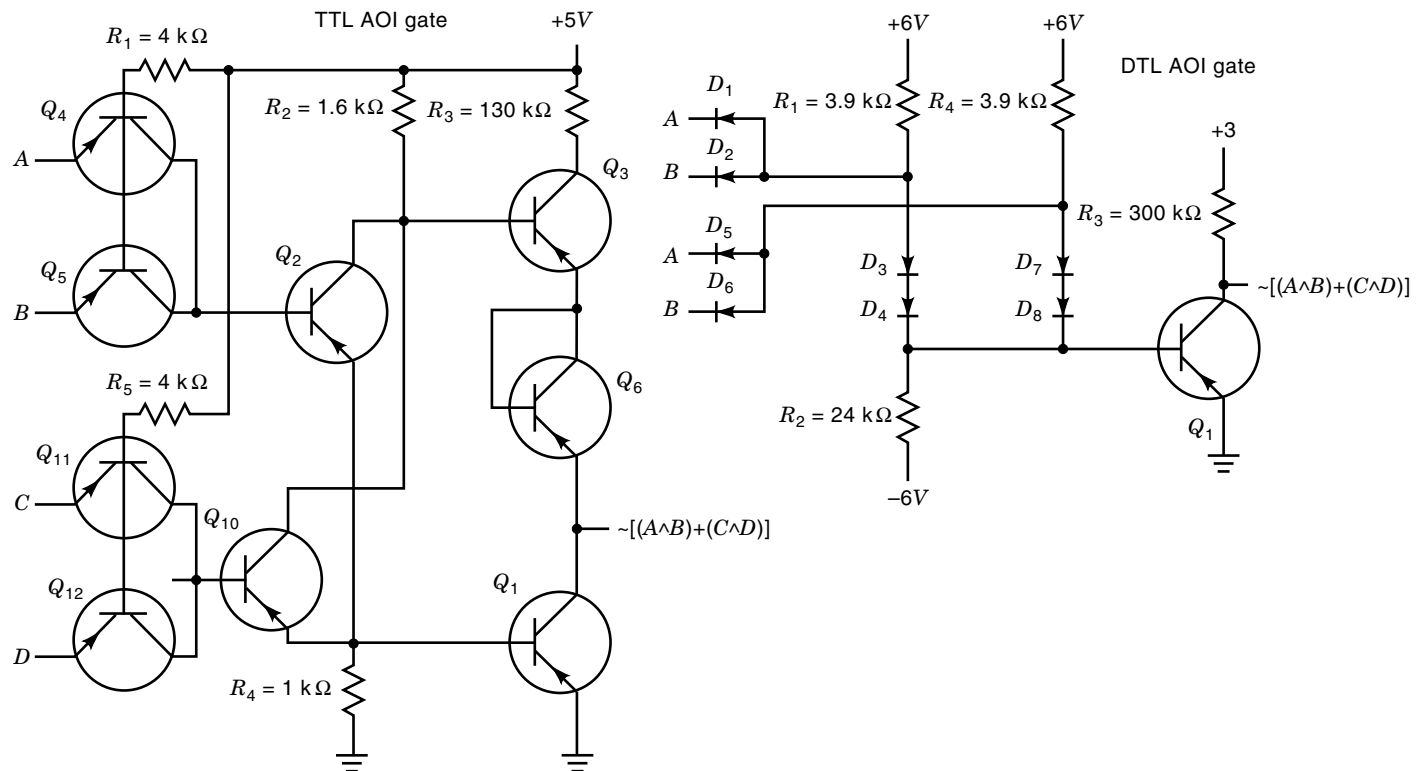 TTL AOI gate
+5V
R1 = 4 kΩ
Q4
R2 = 1.6 kΩ
R3 = 130 kΩ
A
Q3
Q5
Q2
B
R5 = 4 kΩ
Q6
Q11
C
Q10
~[(A∧B)+(C∧D)]
Q12
Q1
D
R4 = 1 kΩ
+6V
+6V
DTL AOI gate
D1
R1 = 3.9 kΩ
R4 = 3.9 kΩ
A
D2
+3
B
D5
R3 = 300 kΩ
A
D3
D7
D6
~[(A∧B)+(C∧D)]
B
D4
D8
R2 = 24 kΩ
Q1
–6V